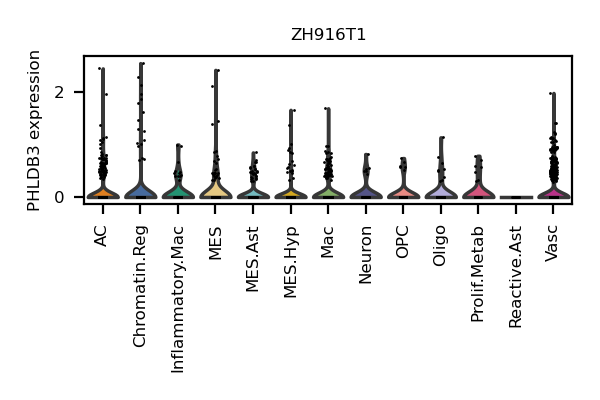 ZH916T1
PHLDB3 expression
2
0
AC
Chromatin.Reg
Inflammatory.Mac
MES
MES.Ast
MES.Hyp
Mac
Neuron
OPC
Oligo
Prolif.Metab
Reactive.Ast
Vasc